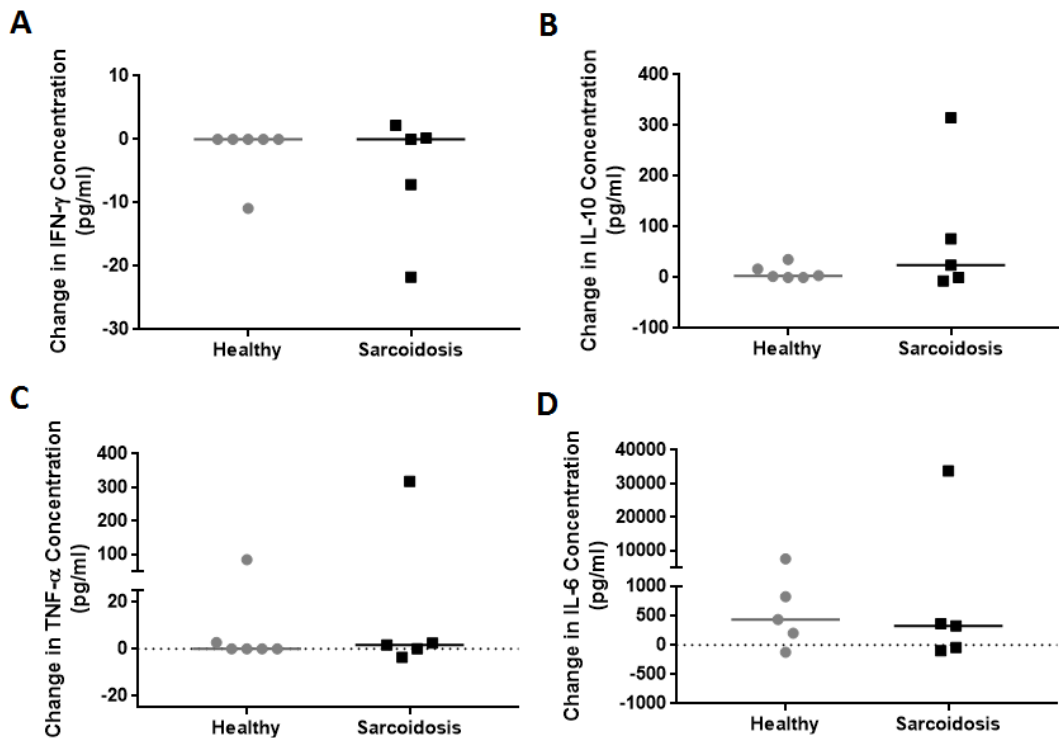 A
Change in IFN-γ Concentration
(pg/ml)
10
0
-10
-20
-30
Healthy
Sarcoidosis
B
Change in IL-10 Concentration
(pg/ml)
400
300
200
100
0
-100
Healthy
Sarcoidosis
C
Change in TNF-α Concentration
(pg/ml)
400
300
200
100
20
0
-20
Healthy
Sarcoidosis
D
Change in IL-6 Concentration
(pg/ml)
40000
30000
20000
10000
1000
500
0
-500
-1000
Healthy
Sarcoidosis